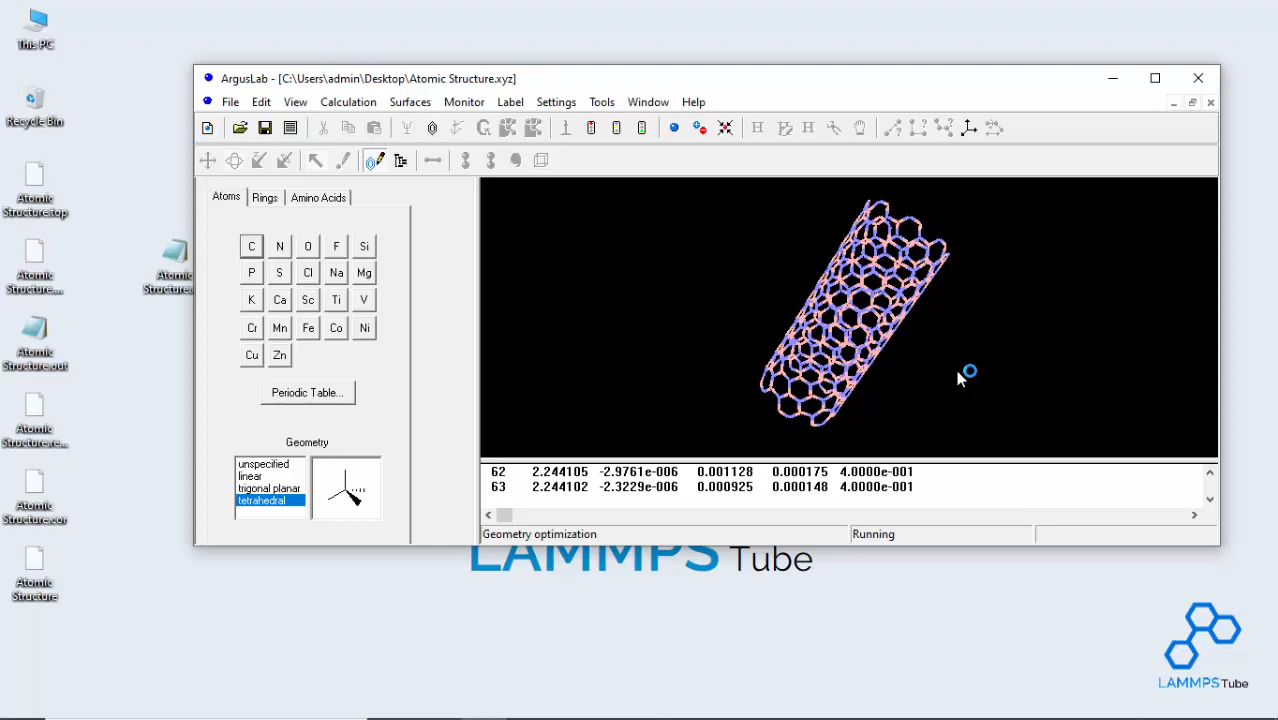 This PC
Recycle Bin
Atomic
Structure.top
Atomic
Structure....
Atomic
Structure.out
Atomic
Structure.re...
Atomic
Structure.cor
Atomic
Structure
Atomic
Structure.
ArgusLab - [C:\Users\admin\Desktop\Atomic Structure.xyz]
File Edit View Calculation Surfaces Monitor Label Settings Tools Window Help
Atoms Rings Amino Acids
C N O F Si
P S Cl Na Mg
K Ca Sc Ti V
Cr Mn Fe Co Ni
Cu Zn
Periodic Table...
Geometry
unspecified
linear
trigonal planar
tetrahedral
62 2.244105 -2.9761e-006 0.001128 0.000175 4.0000e-001
63 2.244102 -2.3229e-006 0.000925 0.000148 4.0000e-001
Geometry optimization Running
LAMMPS Tube
LAMMPS Tube